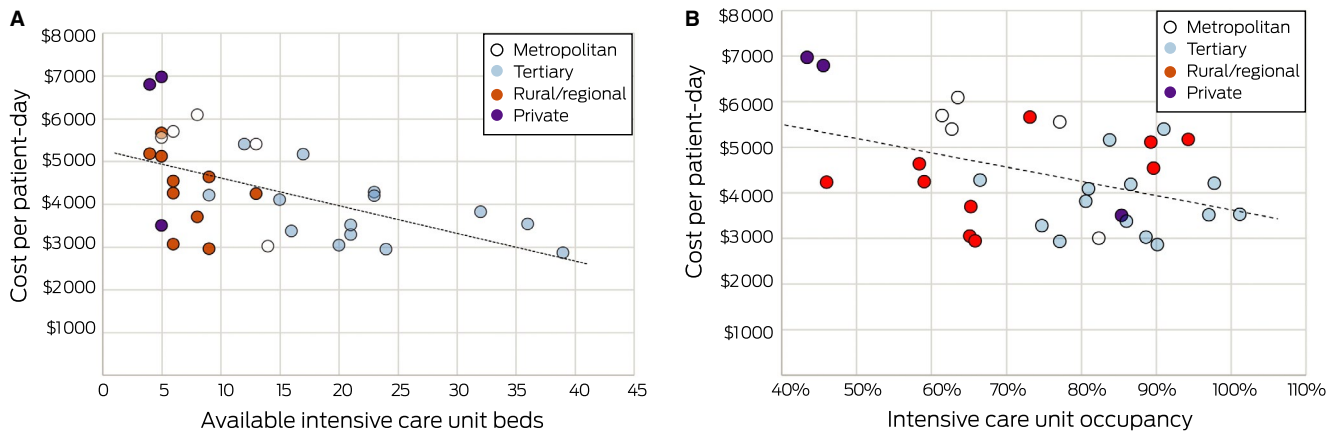 A
$8000
$7000
$6000
$5000
$4000
$3000
$2000
$1000
Cost per patient-day
0 5 10 15 20 25 30 35 40 45
Available intensive care unit beds
Metropolitan
Tertiary
Rural/regional
Private
B
$8000
$7000
$6000
$5000
$4000
$3000
$2000
$1000
Cost per patient-day
40% 50% 60% 70% 80% 90% 100% 110%
Intensive care unit occupancy
Metropolitan
Tertiary
Rural/regional
Private